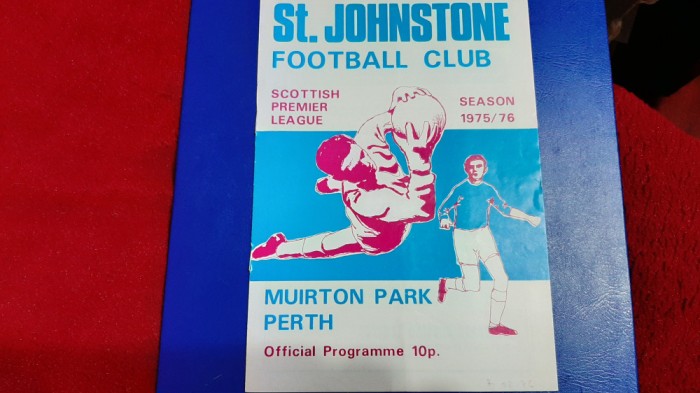 St. JOHNSTONE
FOOTBALL CLUB
SCOTTISH
PREMIER
LEAGUE
SEASON
1975/76
MUIRTON PARK
PERTH
Official Programme 10p.